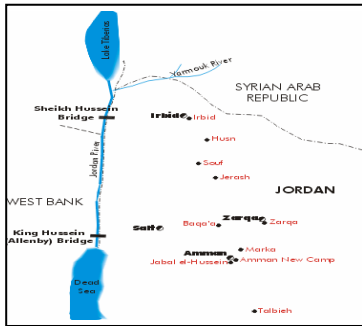 Lake Tiberias
Yarmouk River
SYRIAN ARAB
REPUBLIC
Sheikh Hussein
Bridge
Irbid
Irbid
Husn
Jordan River
Souf
Jerash
JORDAN
WEST BANK
Zarqa
Zarqa
Baqa'a
Salt
King Hussein
(Allenby) Bridge
Marka
Amman
Amman New Camp
Jabal el-Hussein
Dead
Sea
Talbieh